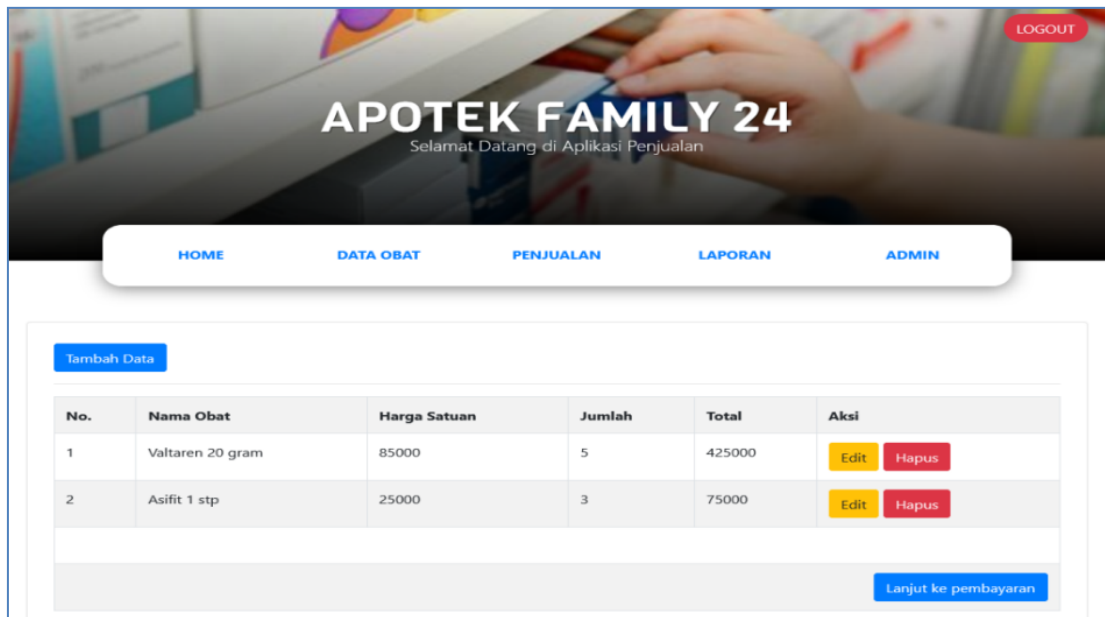 LOGOUT
APOTEK FAMILY 24
Selamat Datang di Aplikasi Penjualan
HOME DATA OBAT PENJUALAN LAPORAN ADMIN
Tambah Data
No. Nama Obat Harga Satuan Jumlah Total Aksi
1 Valtaren 20 gram 85000 5 425000 Edit Hapus
2 Asifit 1 stp 25000 3 75000 Edit Hapus
Lanjut ke pembayaran